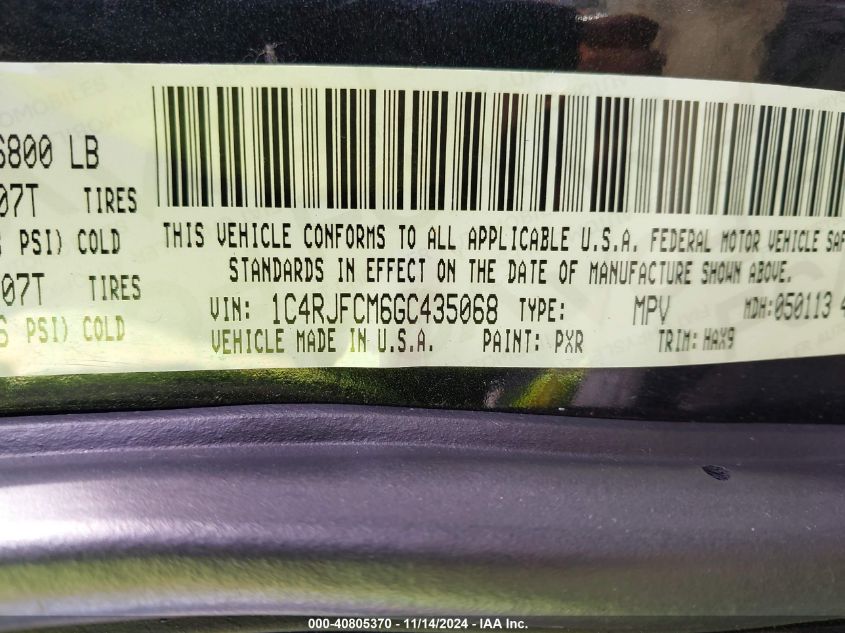 6800 LB
07T TIRES
PSI) COLD
07T
PSI) COLD
THIS VEHICLE CONFORMS TO ALL APPLICABLE U.S.A. FEDERAL MOTOR VEHICLE SAF
STANDARDS IN EFFECT ON THE DATE OF MANUFACTURE SHOWN ABOVE.
VIN: 1C4RJFCM6GC435068 TYPE: MPV MDH:050113 4
VEHICLE MADE IN U.S.A. PAINT: PXR TRIM: HAX9
000-40805370 - 11/14/2024 - IAA Inc.